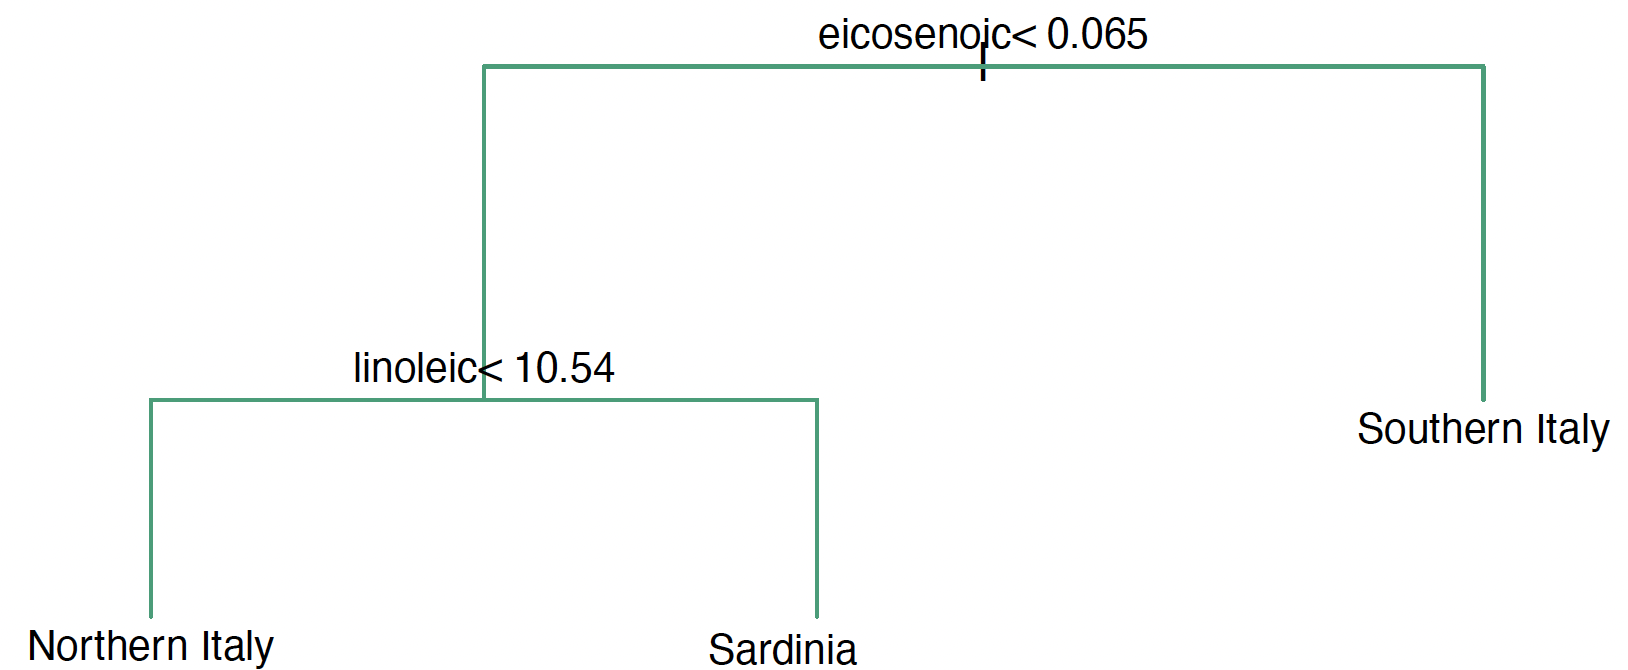 eicosenoic< 0.065
linoleic< 10.54
Southern Italy
Northern Italy
Sardinia